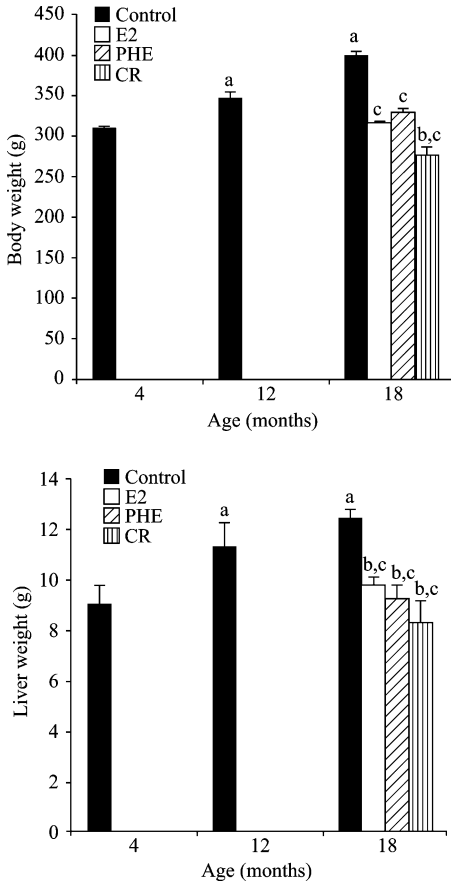 Control
E2
PHE
CR
450
400
350
300
250
200
150
100
50
0
Body weight (g)
a
a
c
c
b,c
4
12
18
Age (months)
Control
E2
PHE
CR
14
12
10
8
6
4
2
0
Liver weight (g)
a
a
b,c
b,c
b,c
4
12
18
Age (months)